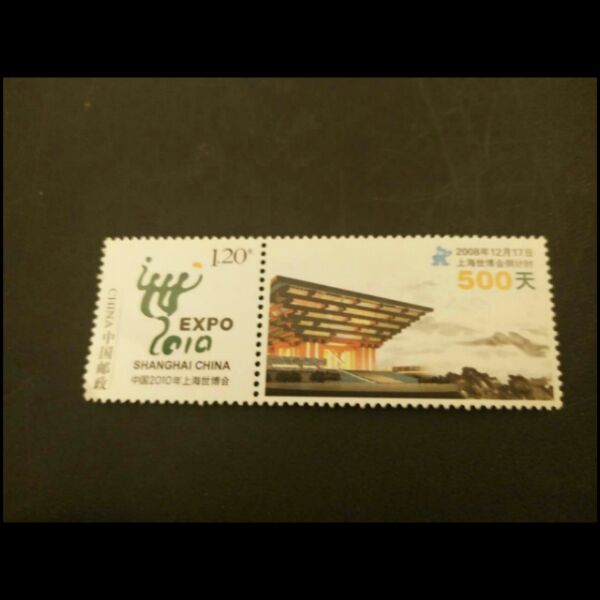 1.20元
EXPO
2010
SHANGHAI CHINA
中国2010年上海世博会
CHINA 中国邮政
2008年12月17日
上海世博会倒计时
500天